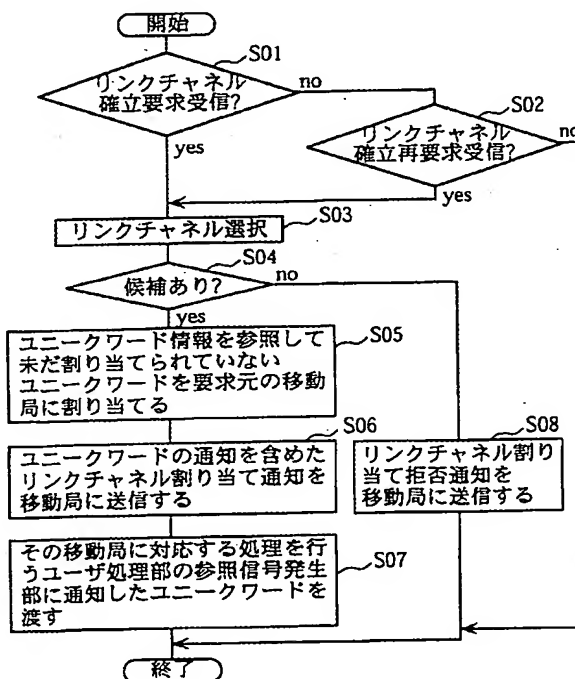 開始
S01
リンクチャネル
確立要求受信?
no
S02
リンクチャネル
確立再要求受信?
no
yes
yes
S03
リンクチャネル選択
S04
候補あり?
no
yes
S05
ユニークワード情報を参照して
未だ割り当てられていない
ユニークワードを要求元の移動
局に割り当てる
S06
ユニークワードの通知を含めた
リンクチャネル割り当て通知を
移動局に送信する
S08
リンクチャネル割り
当て拒否通知を
移動局に送信する
S07
その移動局に対応する処理を行
うユーザ処理部の参照信号発生
部に通知したユニークワードを
渡す
終了